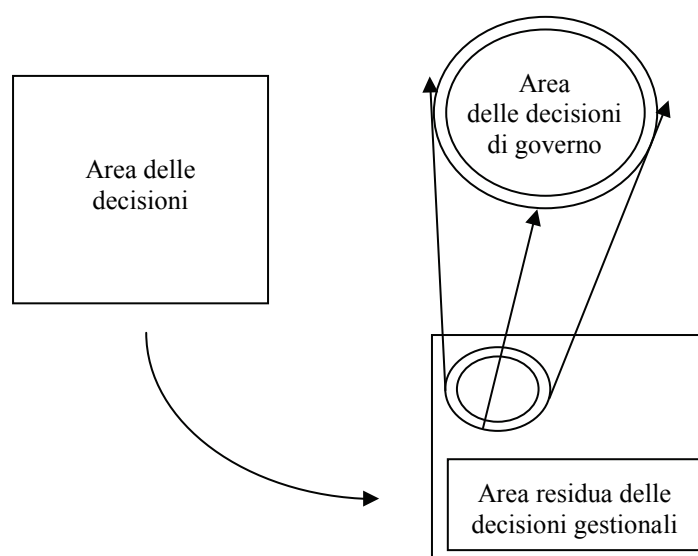 Area delle
decisioni
Area
delle decisioni
di governo
Area residua delle
decisioni gestionali